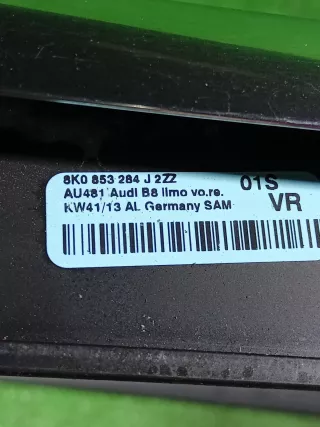 8K0 853 284 J 2ZZ 01S
AU481 Audi B8 limo vo.re. VR
KW41/13 AL Germany SAM